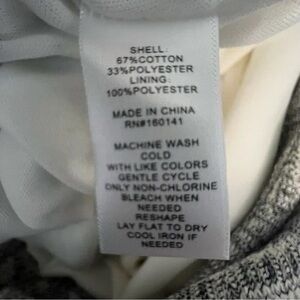 SHELL:
67%COTTON
33%POLYESTER
LINING:
100%POLYESTER
MADE IN CHINA
RN#160141
MACHINE WASH
COLD
WITH LIKE COLORS
GENTLE CYCLE
ONLY NON-CHLORINE
BLEACH WHEN
NEEDED
RESHAPE
LAY FLAT TO DRY
COOL IRON IF
NEEDED